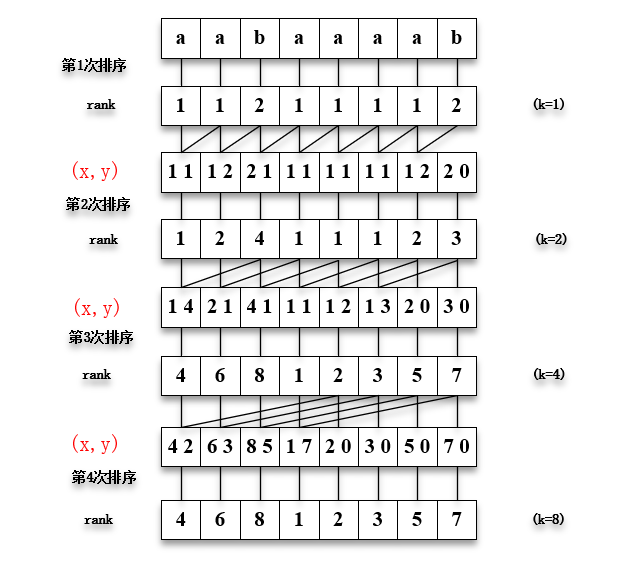 a a b a a a a b
第1次排序
rank 1 1 2 1 1 1 1 2 (k=1)
(x,y) 1 1 1 2 2 1 1 1 1 1 1 1 1 2 2 0
第2次排序
rank 1 2 4 1 1 1 2 3 (k=2)
(x,y) 1 4 2 1 4 1 1 1 1 2 1 3 2 0 3 0
第3次排序
rank 4 6 8 1 2 3 5 7 (k=4)
(x,y) 4 2 6 3 8 5 1 7 2 0 3 0 5 0 7 0
第4次排序
rank 4 6 8 1 2 3 5 7 (k=8)